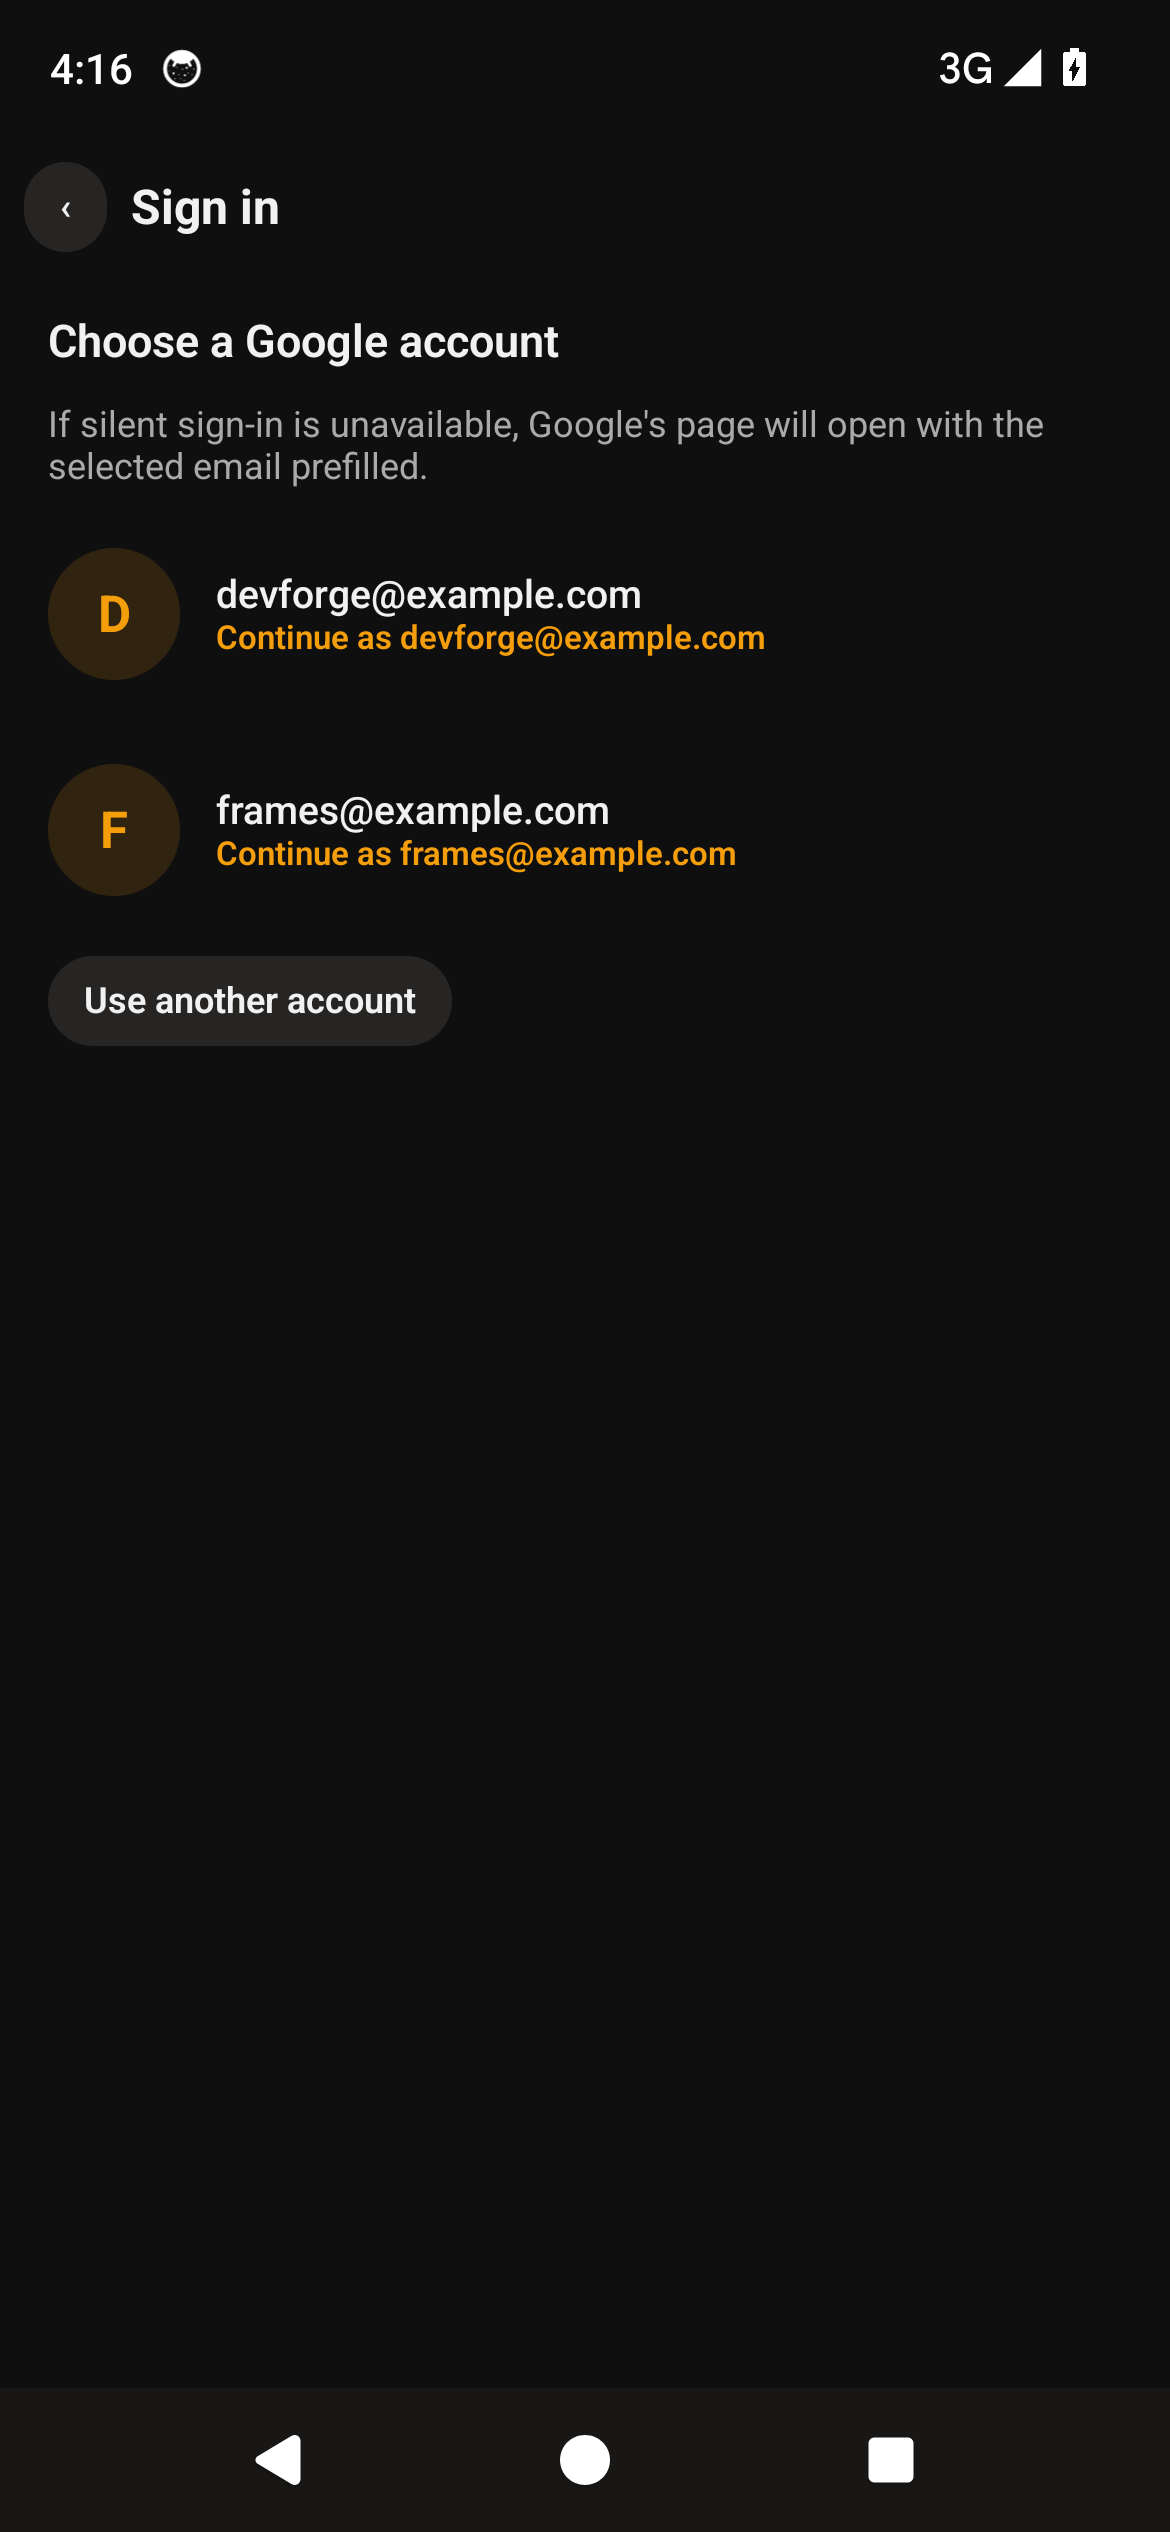 4:16
3G
‹
Sign in
Choose a Google account
If silent sign-in is unavailable, Google's page will open with the
selected email prefilled.
D
devforge@example.com
Continue as devforge@example.com
F
frames@example.com
Continue as frames@example.com
Use another account